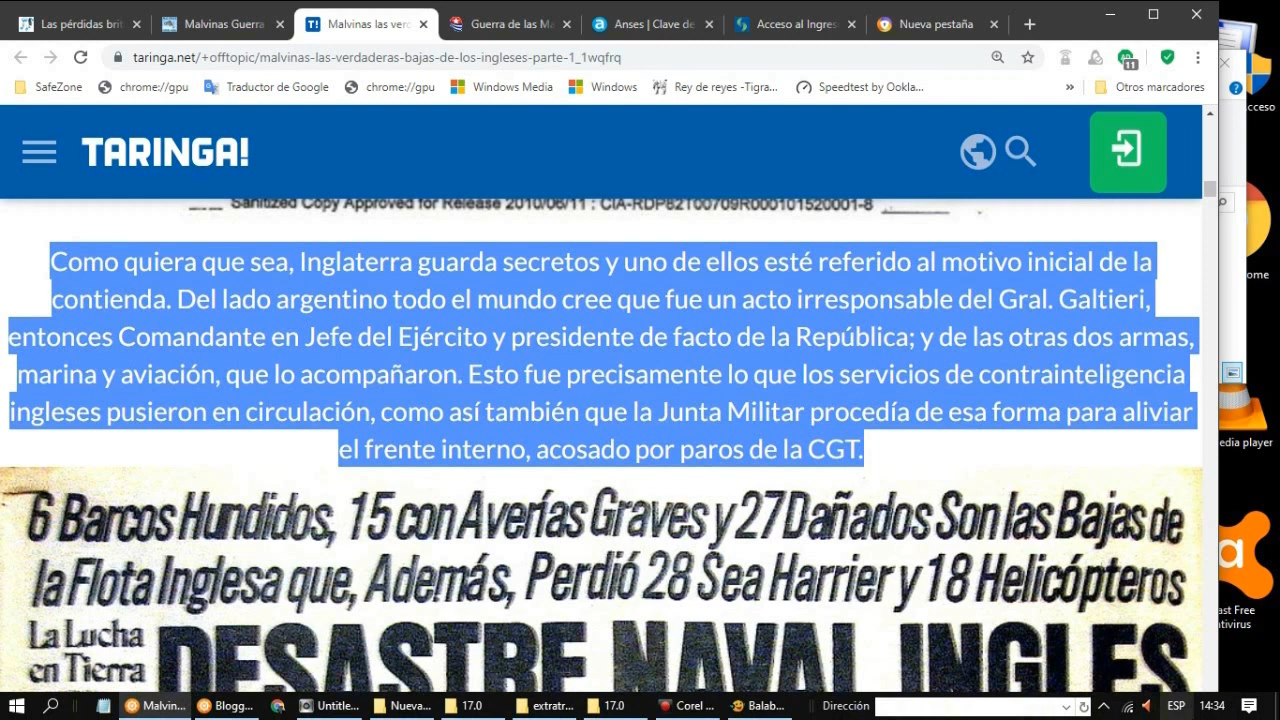 Las pérdidas brit
Malvinas Guerra
Malvinas las verc
Guerra de las Ma
Anses | Clave de
Acceso al Ingres
Nueva pestaña
taringa.net/+offtopic/malvinas-las-verdaderas-bajas-de-los-ingleses-parte-1_1wqfrq
11
SafeZone
chrome://gpu
Traductor de Google
chrome://gpu
Windows Media
Windows
Rey de reyes -Tigra...
Speedtest by Ookla...
»
Otros marcadores
TARINGA!
Sanitized Copy Approved for Release 2010/06/11 : CIA-RDP82T00709R000101520001-8
Como quiera que sea, Inglaterra guarda secretos y uno de ellos esté referido al motivo inicial de la
contienda. Del lado argentino todo el mundo cree que fue un acto irresponsable del Gral. Galtieri,
entonces Comandante en Jefe del Ejército y presidente de facto de la República; y de las otras dos armas,
marina y aviación, que lo acompañaron. Esto fue precisamente lo que los servicios de contrainteligencia
ingleses pusieron en circulación, como así también que la Junta Militar procedía de esa forma para aliviar
el frente interno, acosado por paros de la CGT.
6 Barcos Hundidos, 15 con Averías Graves y 27 Dañados Son las Bajas de
la Flota Inglesa que, Además, Perdió 28 Sea Harrier y 18 Helicópteros
La Lucha
en Tierra
DESASTRE NAVAL INGLES
cceso
ome
edia player
ast Free
ntivirus
Malvin...
Blogg...
Untitle...
Nueva...
17.0
extratr...
17.0
Corel ...
Balab...
Dirección
ESP
14:34